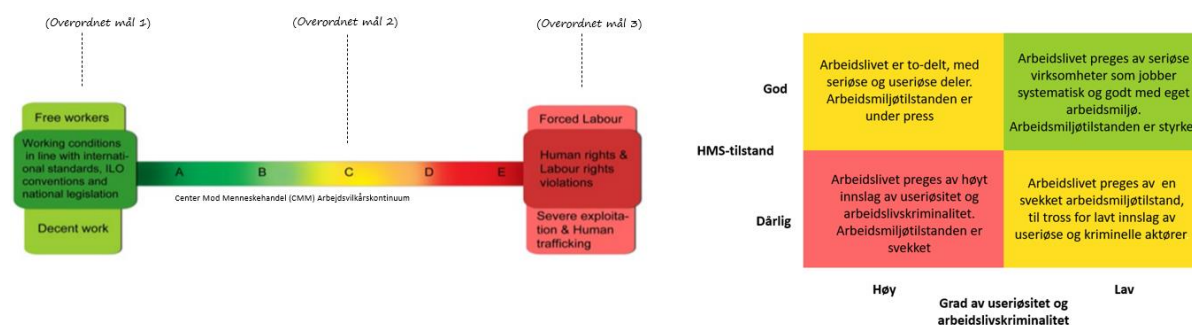 (Overordnet mål 1)
(Overordnet mål 2)
(Overordnet mål 3)
Free workers
Working conditions
in line with internat-
ional standards, ILO
conventions and
national legislation
Decent work
A
B
C
D
E
Center Mod Menneskehandel (CMM) Arbejdsvilkårskontinuum
Forced Labour
Human rights &
Labour rights
violations
Severe exploita-
tion & Human
trafficking
God
HMS-tilstand
Dårlig
Arbeidslivet er to-delt, med
seriøse og useriøse deler.
Arbeidsmiljøtilstanden er
under press
Arbeidslivet preges av seriøse
virksomheter som jobber
systematisk og godt med eget
arbeidsmiljø.
Arbeidsmiljøtilstanden er styrke
Arbeidslivet preges av høyt
innslag av useriøsitet og
arbeidslivskriminalitet.
Arbeidsmiljøtilstanden er
svekket
Arbeidslivet preges av en
svekket arbeidsmiljøtilstand,
til tross for lavt innslag av
useriøse og kriminelle aktører
Høy
Lav
Grad av useriøsitet og
arbeidslivskriminalitet